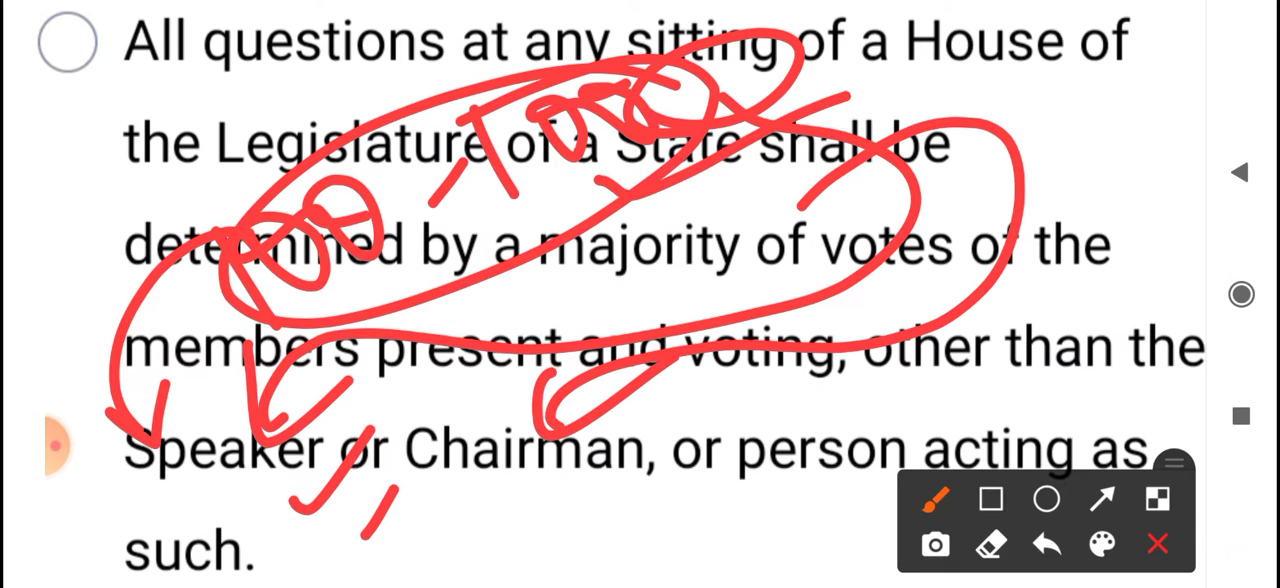 All questions at any sitting of a House of
the Legislature of a State shall be
determined by a majority of votes of the
members present and voting, other than the
Speaker or Chairman, or person acting as
such.